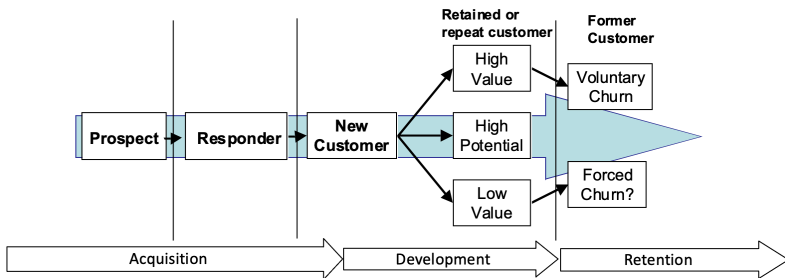 Retained or
repeat customer
Former
Customer
High
Value
Voluntary
Churn
Prospect
Responder
New
Customer
High
Potential
Low
Value
Forced
Churn?
Acquisition
Development
Retention